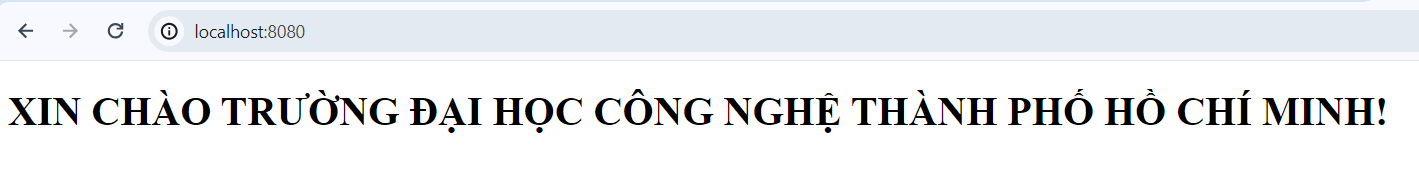 localhost:8080
XIN CHÀO TRƯỜNG ĐẠI HỌC CÔNG NGHỆ THÀNH PHỐ HỒ CHÍ MINH!